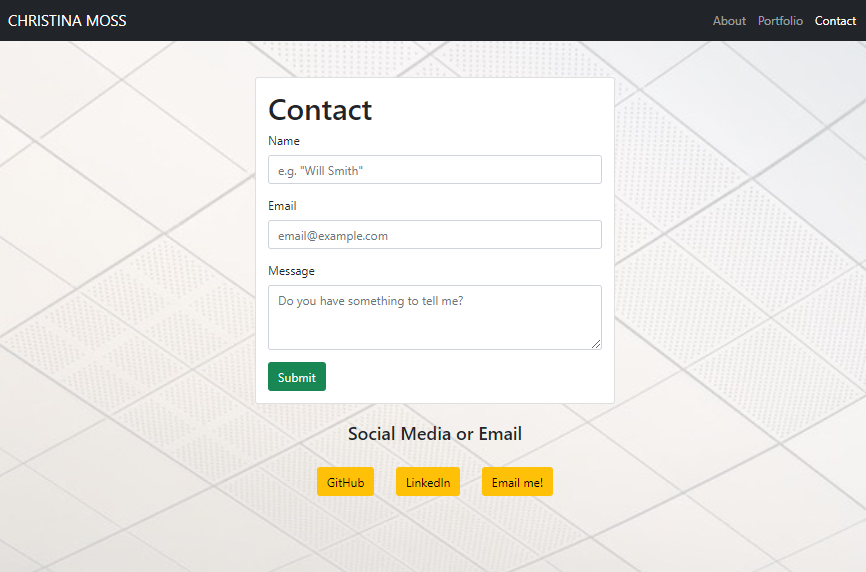 CHRISTINA MOSS
About Portfolio Contact
Contact
Name
e.g. "Will Smith"
Email
email@example.com
Message
Do you have something to tell me?
Submit
Social Media or Email
GitHub LinkedIn Email me!